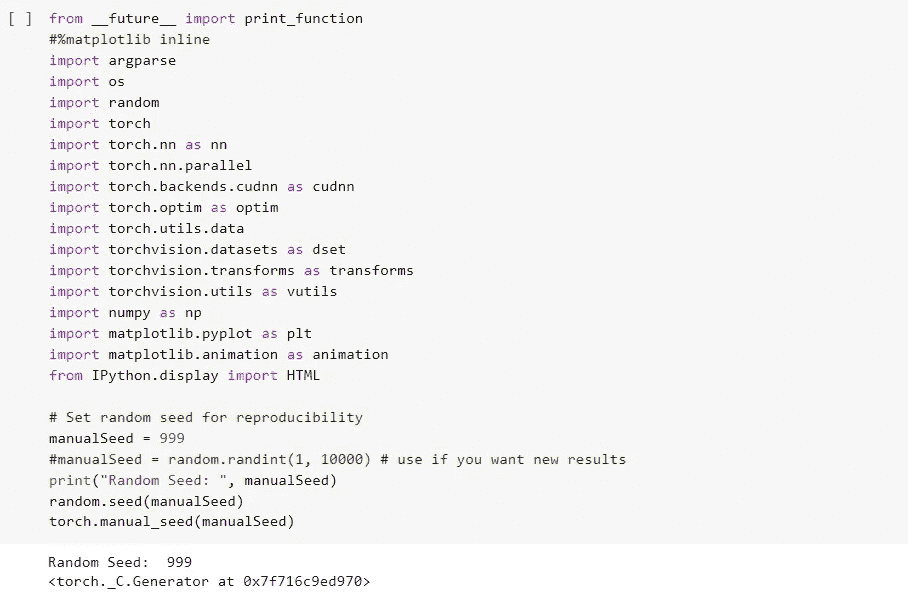 [ ] from __future__ import print_function
#%matplotlib inline
import argparse
import os
import random
import torch
import torch.nn as nn
import torch.nn.parallel
import torch.backends.cudnn as cudnn
import torch.optim as optim
import torch.utils.data
import torchvision.datasets as dset
import torchvision.transforms as transforms
import torchvision.utils as vutils
import numpy as np
import matplotlib.pyplot as plt
import matplotlib.animation as animation
from IPython.display import HTML
# Set random seed for reproducibility
manualSeed = 999
#manualSeed = random.randint(1, 10000) # use if you want new results
print("Random Seed: ", manualSeed)
random.seed(manualSeed)
torch.manual_seed(manualSeed)
Random Seed:  999
<torch._C.Generator at 0x7f716c9ed970>